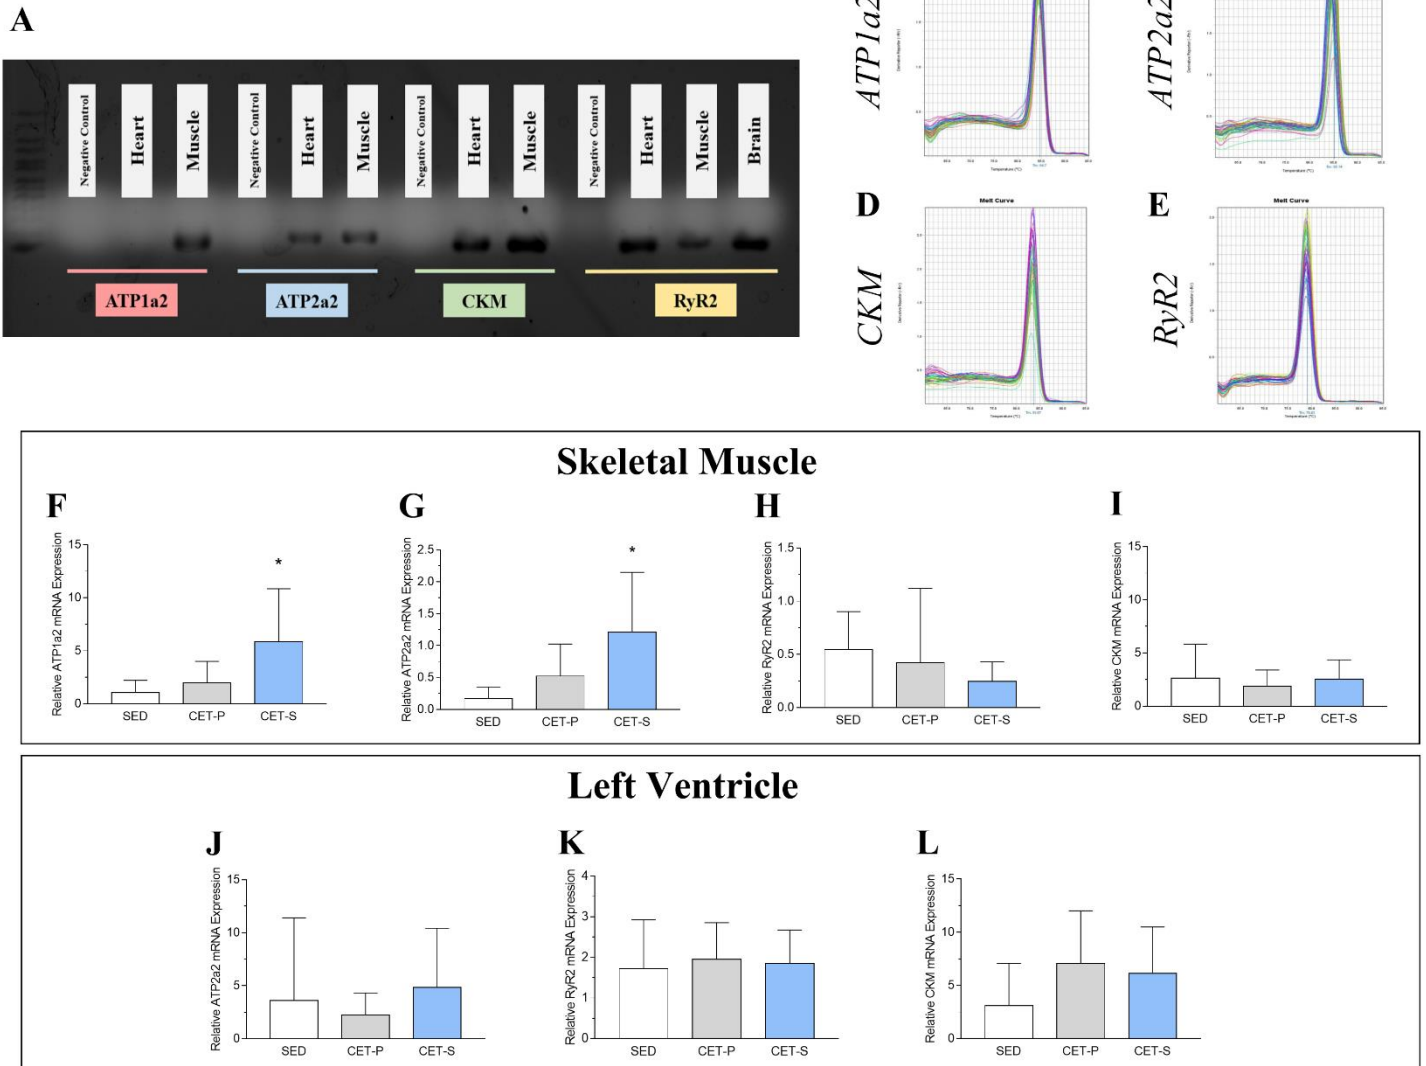 A
Negative Control
Heart
Muscle
Negative Control
Heart
Muscle
Negative Control
Heart
Muscle
Negative Control
Heart
Muscle
Brain
ATP1a2
ATP2a2
CKM
RyR2
ATP1a2
Temperature (°C)
ATP2a2
Temperature (°C)
D
CKM
Melt Curve
Temperature (°C)
E
RyR2
Melt Curve
Temperature (°C)
Skeletal Muscle
F
Relative ATP1a2 mRNA Expression
15
10
5
0
*
SED CET-P CET-S
G
Relative ATP2a2 mRNA Expression
2.5
2.0
1.5
1.0
0.5
0.0
*
SED CET-P CET-S
H
Relative RyR2 mRNA Expression
1.5
1.0
0.5
0.0
SED CET-P CET-S
I
Relative CKM mRNA Expression
15
10
5
0
SED CET-P CET-S
Left Ventricle
J
Relative ATP2a2 mRNA Expression
15
10
5
0
SED CET-P CET-S
K
Relative RyR2 mRNA Expression
4
3
2
1
0
SED CET-P CET-S
L
Relative CKM mRNA Expression
15
10
5
0
SED CET-P CET-S